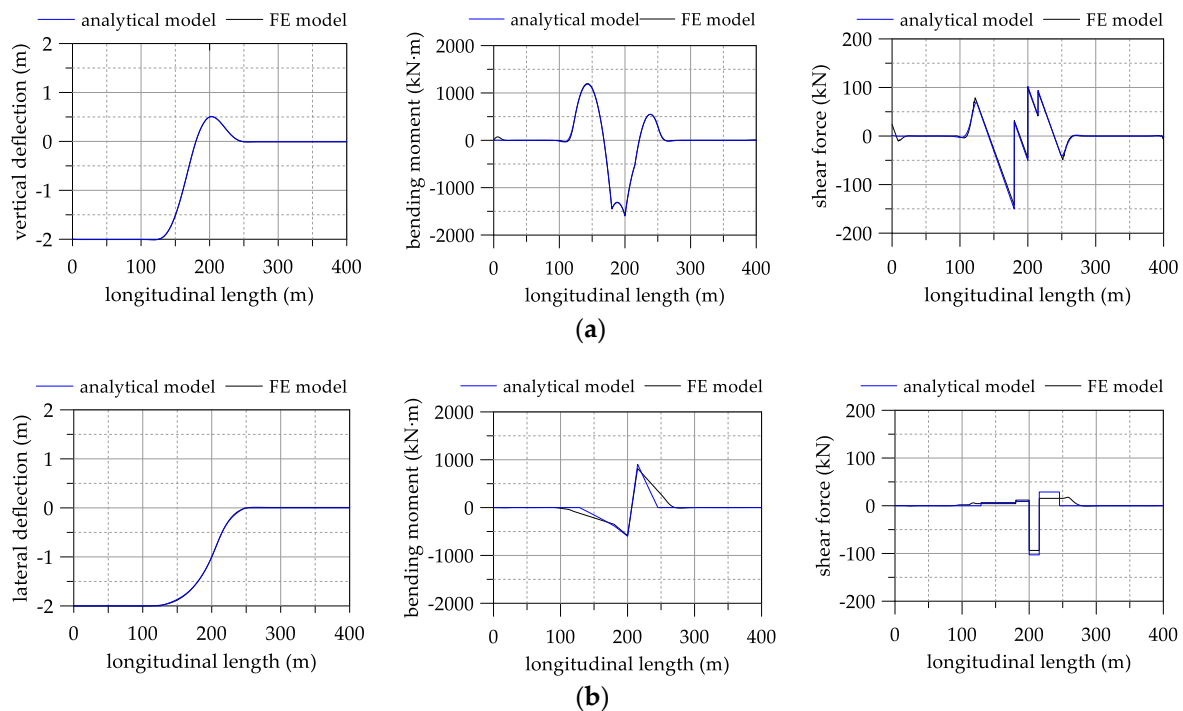 analytical model FE model
vertical deflection (m)
2
1
0
-1
-2
0 100 200 300 400
longitudinal length (m)
analytical model FE model
bending moment (kN·m)
2000
1000
0
-1000
-2000
0 100 200 300 400
longitudinal length (m)
analytical model FE model
shear force (kN)
200
100
0
-100
-200
0 100 200 300 400
longitudinal length (m)
(a)
analytical model FE model
lateral deflection (m)
2
1
0
-1
-2
0 100 200 300 400
longitudinal length (m)
analytical model FE model
bending moment (kN·m)
2000
1000
0
-1000
-2000
0 100 200 300 400
longitudinal length (m)
analytical model FE model
shear force (kN)
200
100
0
-100
-200
0 100 200 300 400
longitudinal length (m)
(b)